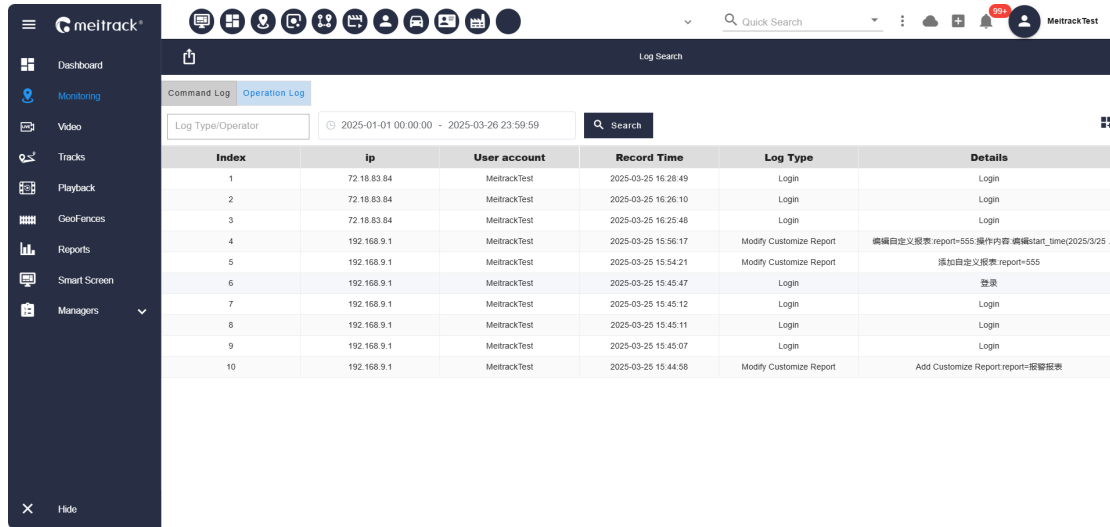 meitrack®
Quick Search
99+
MeitrackTest
Dashboard
Monitoring
Video
Tracks
Playback
GeoFences
Reports
Smart Screen
Managers
Hide
Log Search
Command Log Operation Log
Log Type/Operator 2025-01-01 00:00:00 - 2025-03-26 23:59:59 Search
Index ip User account Record Time Log Type Details
1 72.18.83.84 MeitrackTest 2025-03-25 16:28:49 Login Login
2 72.18.83.84 MeitrackTest 2025-03-25 16:26:10 Login Login
3 72.18.83.84 MeitrackTest 2025-03-25 16:25:48 Login Login
4 192.168.9.1 MeitrackTest 2025-03-25 15:56:17 Modify Customize Report 编辑自定义报表:report=555:操作内容:编辑start_time(2025/3/25 ..
5 192.168.9.1 MeitrackTest 2025-03-25 15:54:21 Modify Customize Report 添加自定义报表:report=555
6 192.168.9.1 MeitrackTest 2025-03-25 15:45:47 Login 登录
7 192.168.9.1 MeitrackTest 2025-03-25 15:45:12 Login Login
8 192.168.9.1 MeitrackTest 2025-03-25 15:45:11 Login Login
9 192.168.9.1 MeitrackTest 2025-03-25 15:45:07 Login Login
10 192.168.9.1 MeitrackTest 2025-03-25 15:44:58 Modify Customize Report Add Customize Report:report=报警报表